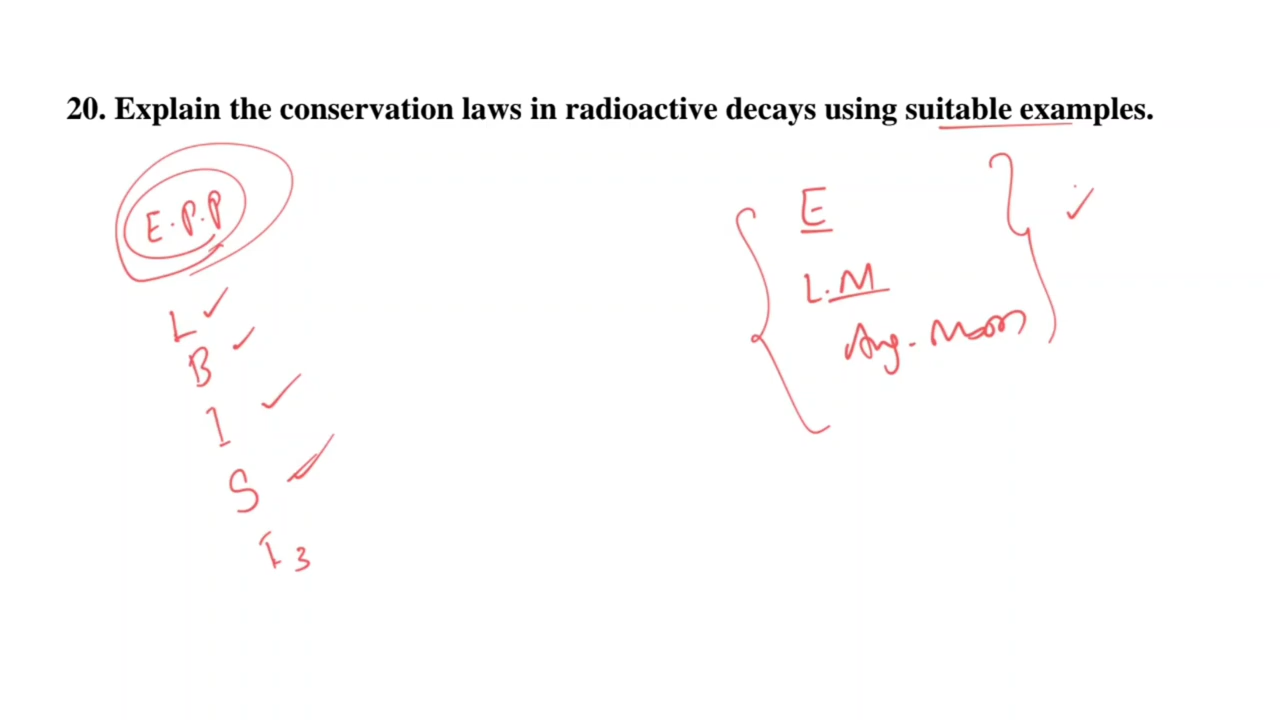 20. Explain the conservation laws in radioactive decays using suitable examples.
E.P.P
L
B
I
S
I3
E
L.M
Ang. Mom